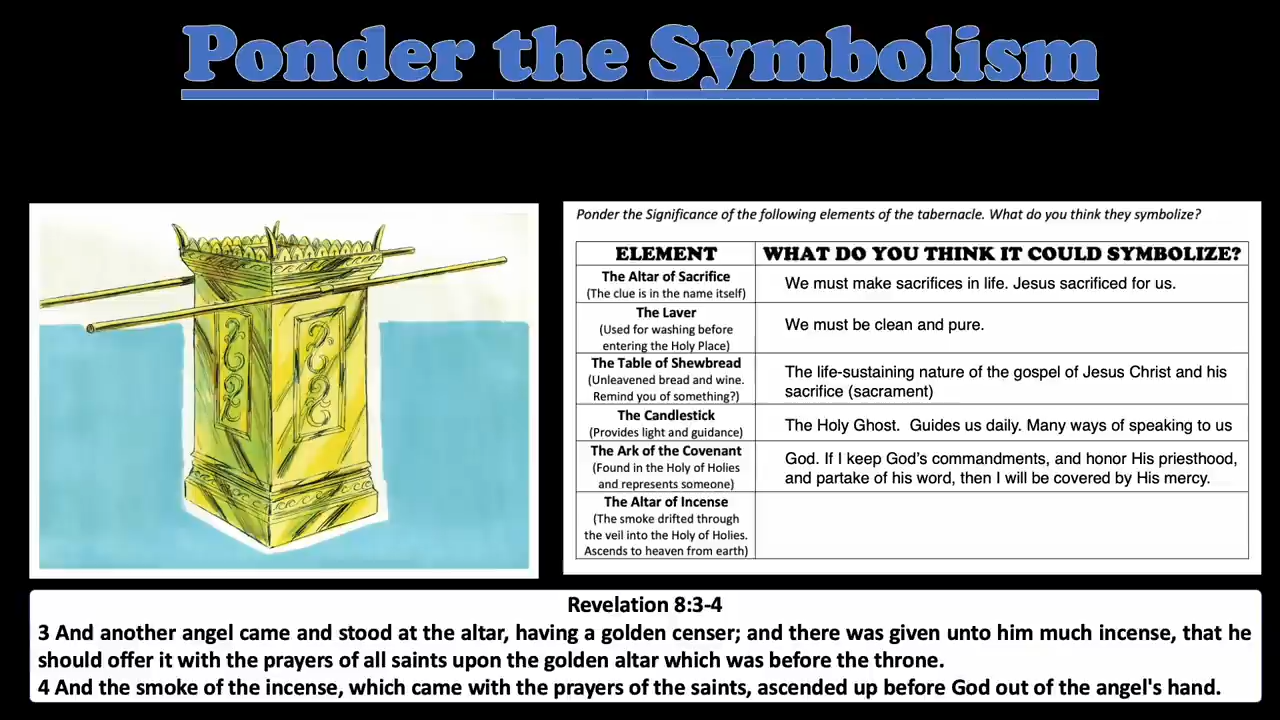 Ponder the Symbolism
Ponder the Significance of the following elements of the tabernacle. What do you think they symbolize?
ELEMENT
WHAT DO YOU THINK IT COULD SYMBOLIZE?
The Altar of Sacrifice
(The clue is in the name itself)
We must make sacrifices in life. Jesus sacrificed for us.
The Laver
(Used for washing before
entering the Holy Place)
We must be clean and pure.
The Table of Shewbread
(Unleavened bread and wine.
Remind you of something?)
The life-sustaining nature of the gospel of Jesus Christ and his
sacrifice (sacrament)
The Candlestick
(Provides light and guidance)
The Holy Ghost.  Guides us daily. Many ways of speaking to us
The Ark of the Covenant
(Found in the Holy of Holies
and represents someone)
God. If I keep God's commandments, and honor His priesthood,
and partake of his word, then I will be covered by His mercy.
The Altar of Incense
(The smoke drifted through
the veil into the Holy of Holies.
Ascends to heaven from earth)
Revelation 8:3-4
3 And another angel came and stood at the altar, having a golden censer; and there was given unto him much incense, that he
should offer it with the prayers of all saints upon the golden altar which was before the throne.
4 And the smoke of the incense, which came with the prayers of the saints, ascended up before God out of the angel's hand.